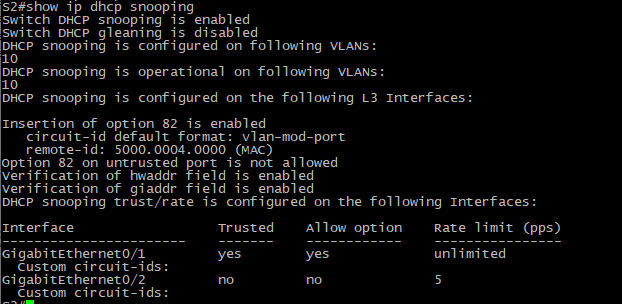 S2#show ip dhcp snooping
Switch DHCP snooping is enabled
Switch DHCP gleaning is disabled
DHCP snooping is configured on following VLANs:
10
DHCP snooping is operational on following VLANs:
10
DHCP snooping is configured on the following L3 Interfaces:

Insertion of option 82 is enabled
   circuit-id default format: vlan-mod-port
   remote-id: 5000.0004.0000 (MAC)
Option 82 on untrusted port is not allowed
Verification of hwaddr field is enabled
Verification of giaddr field is enabled
DHCP snooping trust/rate is configured on the following Interfaces:

Interface                  Trusted    Allow option    Rate limit (pps)
-----------------------    -------    ------------    ----------------
GigabitEthernet0/1         yes        yes             unlimited
  Custom circuit-ids:
GigabitEthernet0/2         no         no              5
  Custom circuit-ids:
S2#